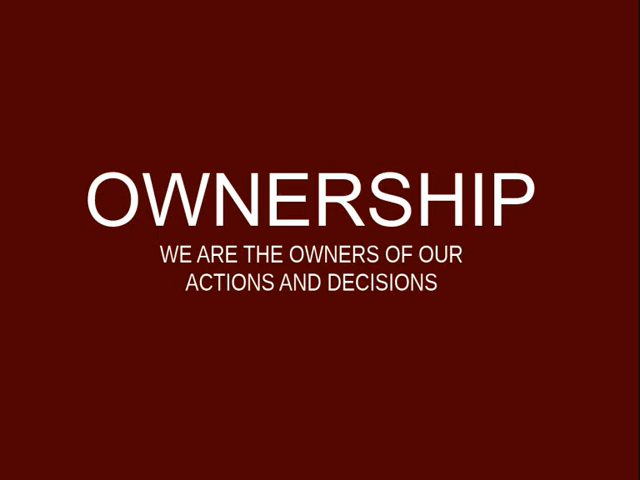 OWNERSHIP
WE ARE THE OWNERS OF OUR
ACTIONS AND DECISIONS